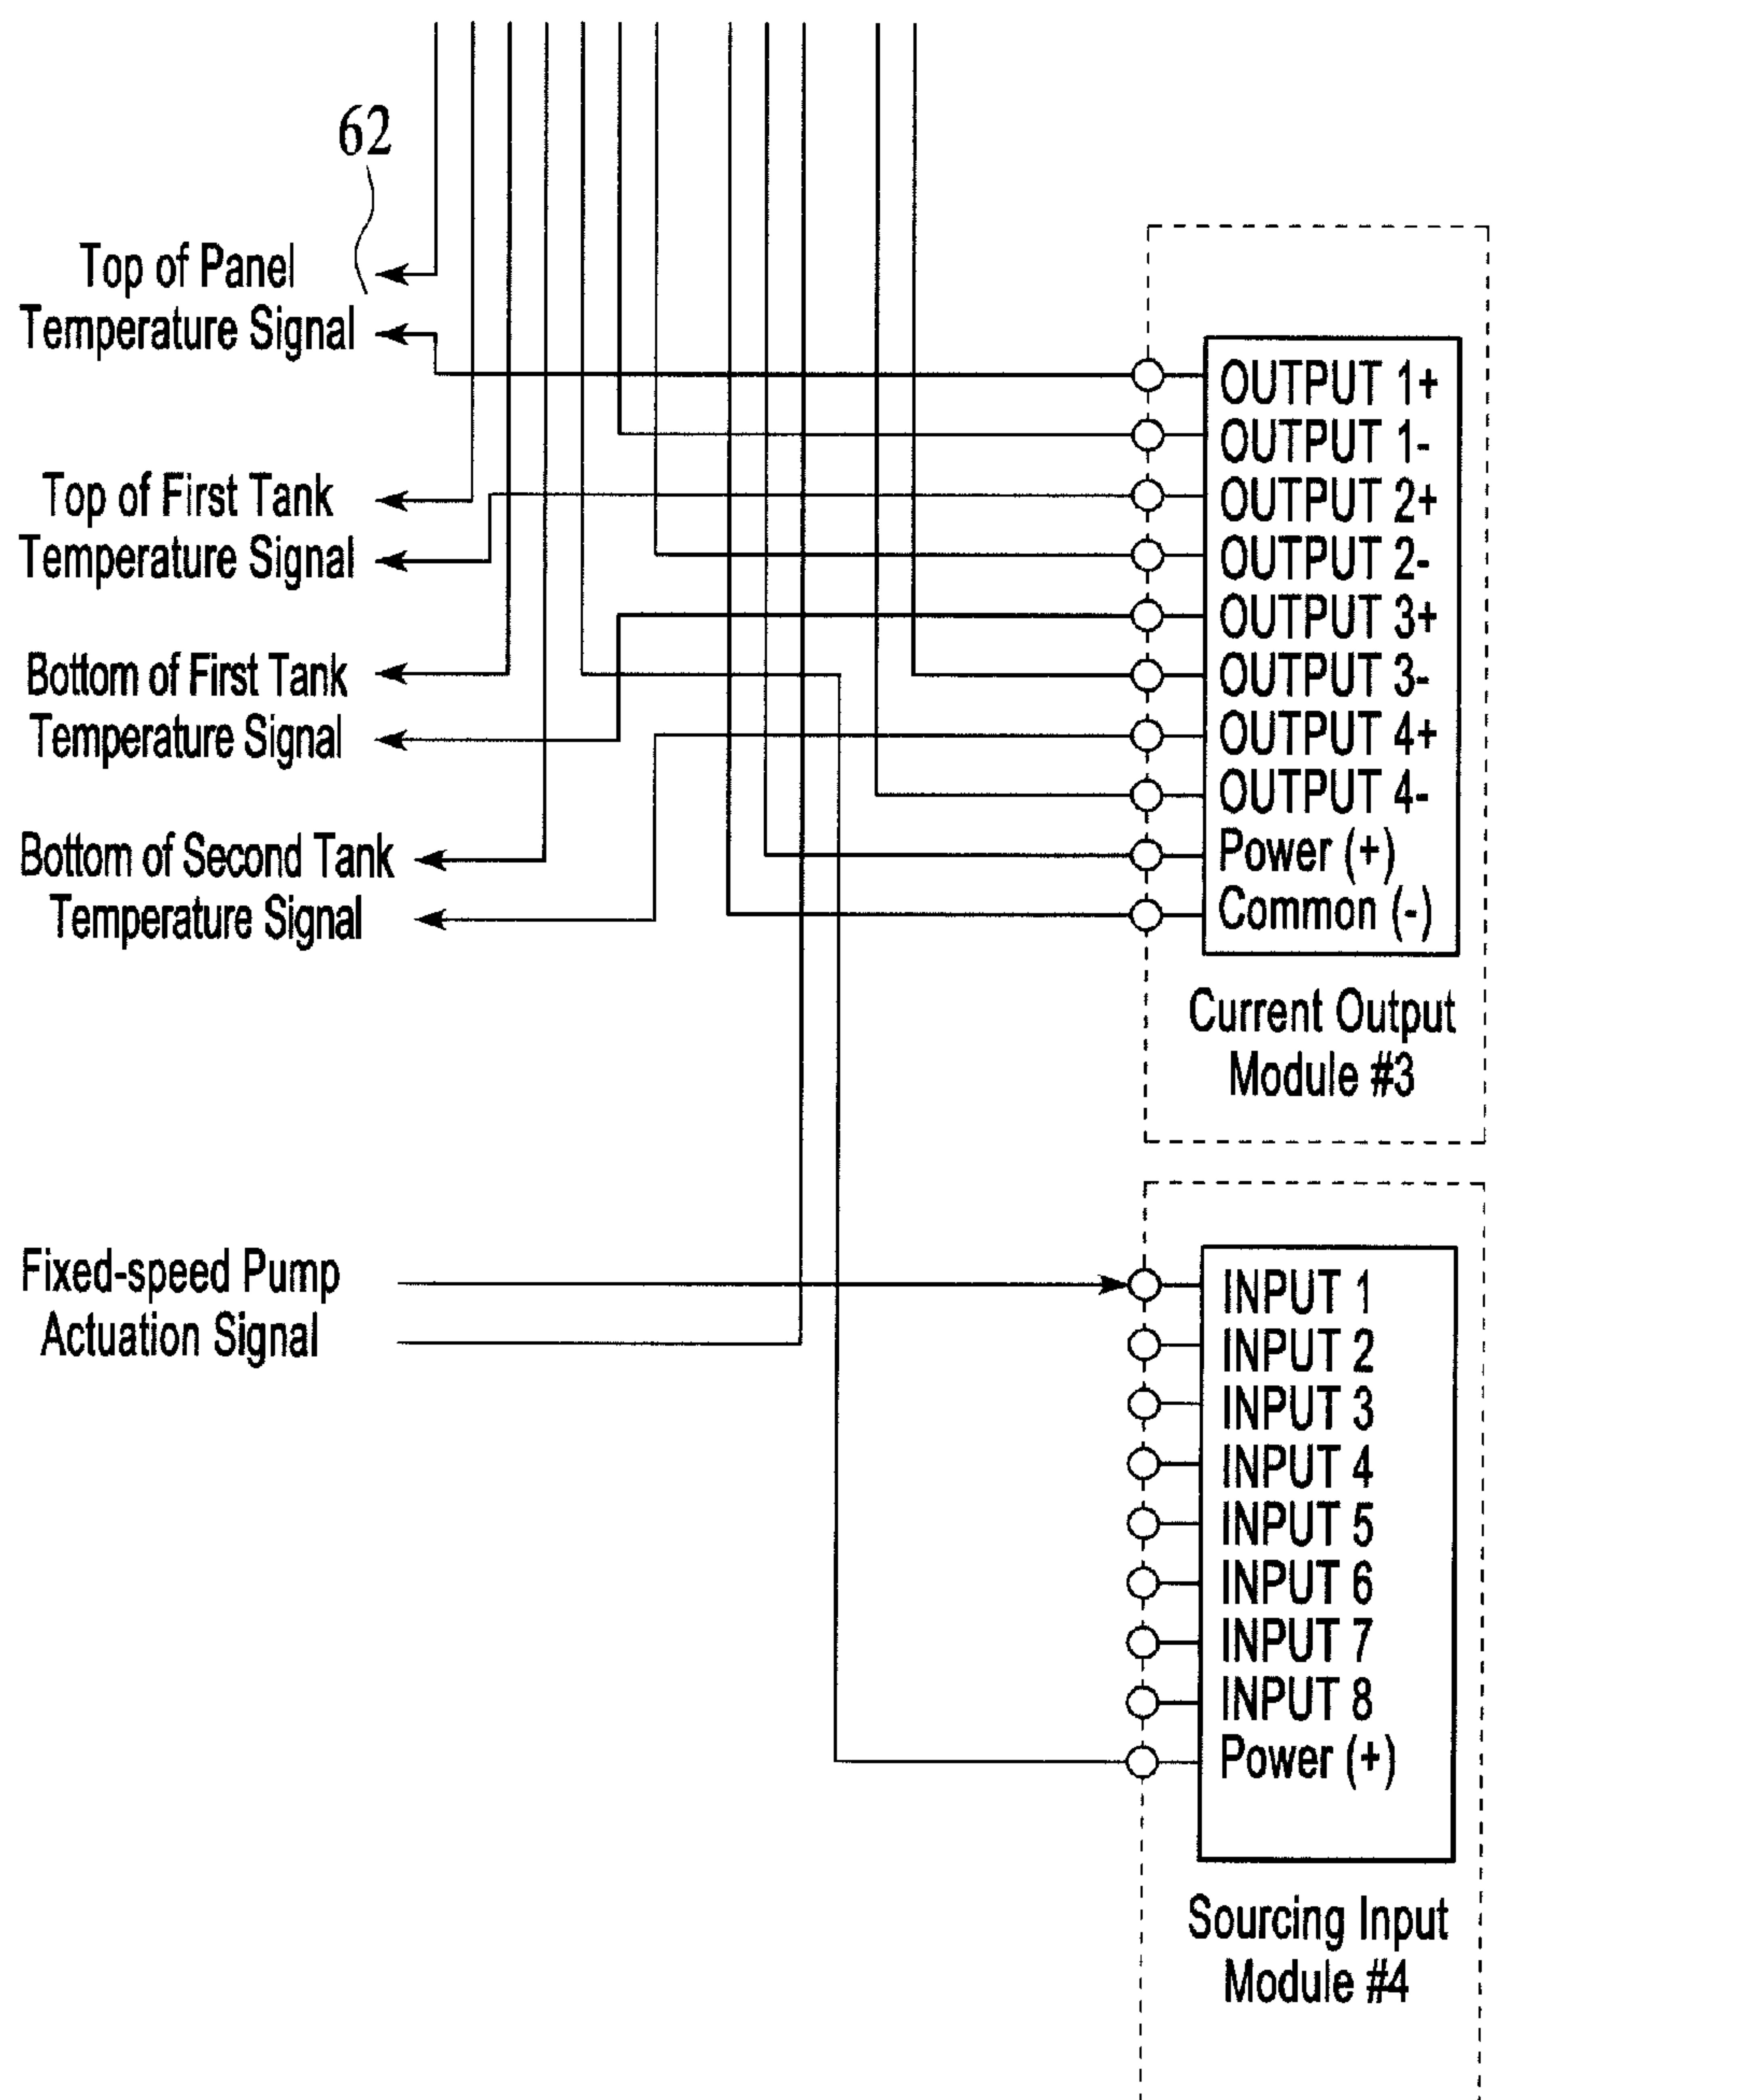 62
Top of Panel
Temperature Signal
Top of First Tank
Temperature Signal
Bottom of First Tank
Temperature Signal
Bottom of Second Tank
Temperature Signal
OUTPUT 1+
OUTPUT 1-
OUTPUT 2+
OUTPUT 2-
OUTPUT 3+
OUTPUT 3-
OUTPUT 4+
OUTPUT 4-
Power (+)
Common (-)
Current Output
Module #3
Fixed-speed Pump
Actuation Signal
INPUT 1
INPUT 2
INPUT 3
INPUT 4
INPUT 5
INPUT 6
INPUT 7
INPUT 8
Power (+)
Sourcing Input
Module #4